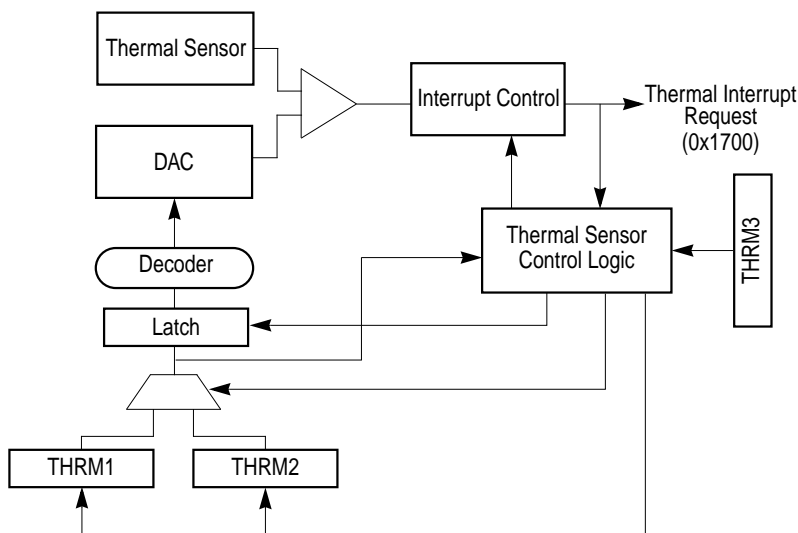 Thermal Sensor
Interrupt Control
Thermal Interrupt
Request
(0x1700)
DAC
Thermal Sensor
Control Logic
THRM3
Decoder
Latch
THRM1
THRM2